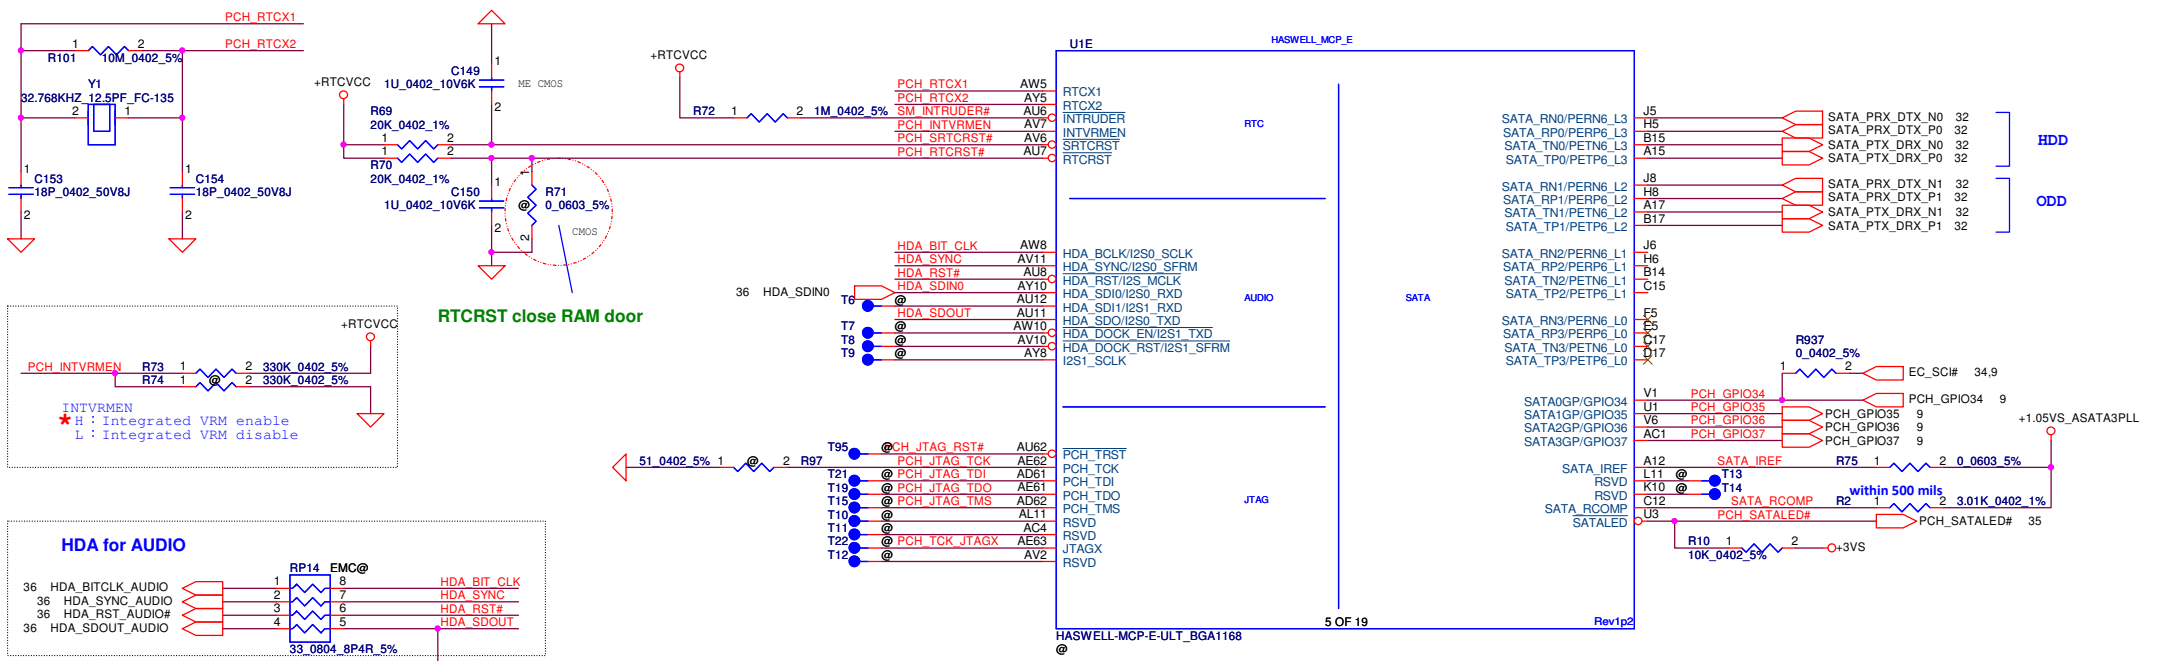 PCH_RTCX1
PCH_RTCX2
1 2
R101 10M_0402_5%
Y1
32.768KHZ_12.5PF_FC-135
2 1
1 1
C153
18P_0402_50V8J
C154
18P_0402_50V8J
2 2
+RTCVCC
R69
20K_0402_1%
1 2
1 2
R70
20K_0402_1%
1
C149
1U_0402_10V6K
ME CMOS
2
1
C150
1U_0402_10V6K
2
1
R71
@ 0_0603_5%
2
CMOS
RTCRST close RAM door
+RTCVCC
R72 1 2 1M_0402_5%
PCH_RTCX1 AW5
PCH_RTCX2 AY5
SM_INTRUDER# AU6
PCH_INTVRMEN AV7
PCH_SRTCRST# AV6
PCH_RTCRST# AU7
U1E
HASWELL_MCP_E
RTCX1
RTCX2
INTRUDER
INTVRMEN
SRTCRST
RTCRST
RTC
HDA_BIT_CLK AW8
HDA_SYNC AV11
HDA_RST# AU8
36 HDA_SDIN0 HDA_SDIN0 AY10
T6 @ AU12
HDA_SDOUT AU11
T7 @ AW10
T8 @ AV10
T9 @ AY8
HDA_BCLK/I2S0_SCLK
HDA_SYNC/I2S0_SFRM
HDA_RST/I2S_MCLK
HDA_SDI0/I2S0_RXD
HDA_SDI1/I2S1_RXD
HDA_SDO/I2S0_TXD
HDA_DOCK_EN/I2S1_TXD
HDA_DOCK_RST/I2S1_SFRM
I2S1_SCLK
AUDIO
SATA
T95 @CH_JTAG_RST# AU62
51_0402_5% 1 @ 2 R97 PCH_JTAG_TCK AE62
T21 @ PCH_JTAG_TDI AD61
T19 @ PCH_JTAG_TDO AE61
T15 @ PCH_JTAG_TMS AD62
T10 @ AL11
T11 @ AC4
T22 @ PCH_TCK_JTAGX AE63
T12 @ AV2
PCH_TRST
PCH_TCK
PCH_TDI
PCH_TDO
PCH_TMS
RSVD
RSVD
JTAGX
RSVD
JTAG
SATA_RN0/PERN6_L3 J5 SATA_PRX_DTX_N0 32
SATA_RP0/PERP6_L3 H5 SATA_PRX_DTX_P0 32
SATA_TN0/PETN6_L3 B15 SATA_PTX_DRX_N0 32
SATA_TP0/PETP6_L3 A15 SATA_PTX_DRX_P0 32
HDD
SATA_RN1/PERN6_L2 J8 SATA_PRX_DTX_N1 32
SATA_RP1/PERP6_L2 H8 SATA_PRX_DTX_P1 32
SATA_TN1/PETN6_L2 A17 SATA_PTX_DRX_N1 32
SATA_TP1/PETP6_L2 B17 SATA_PTX_DRX_P1 32
ODD
SATA_RN2/PERN6_L1 J6
SATA_RP2/PERP6_L1 H6
SATA_TN2/PETN6_L1 B14
SATA_TP2/PETP6_L1 C15
SATA_RN3/PERN6_L0 F5
SATA_RP3/PERP6_L0 E5
SATA_TN3/PETN6_L0 C17
SATA_TP3/PETP6_L0 D17
R937
0_0402_5%
1 2 EC_SCI# 34,9
SATA0GP/GPIO34 V1 PCH_GPIO34 PCH_GPIO34 9
SATA1GP/GPIO35 U1 PCH_GPIO35 PCH_GPIO35 9
SATA2GP/GPIO36 V6 PCH_GPIO36 PCH_GPIO36 9
SATA3GP/GPIO37 AC1 PCH_GPIO37 PCH_GPIO37 9
+1.05VS_ASATA3PLL
SATA_IREF A12 SATA_IREF R75 1 2 0_0603_5%
RSVD L11 @ T13
RSVD K10 @ T14
within 500 mils
SATA_RCOMP C12 SATA_RCOMP R2 1 2 3.01K_0402_1%
SATALED U3 PCH_SATALED# PCH_SATALED# 35
R10 1 2 +3VS
10K_0402_5%
5 OF 19
Rev1p2
HASWELL-MCP-E-ULT_BGA1168
@
+RTCVCC
PCH_INTVRMEN R73 1 2 330K_0402_5%
R74 1 @ 2 330K_0402_5%
INTVRMEN
* H : Integrated VRM enable
L : Integrated VRM disable
HDA for AUDIO
RP14 EMC@
36 HDA_BITCLK_AUDIO 1 8 HDA_BIT_CLK
36 HDA_SYNC_AUDIO 2 7 HDA_SYNC
36 HDA_RST_AUDIO# 3 6 HDA_RST#
36 HDA_SDOUT_AUDIO 4 5 HDA_SDOUT
33_0804_8P4R_5%